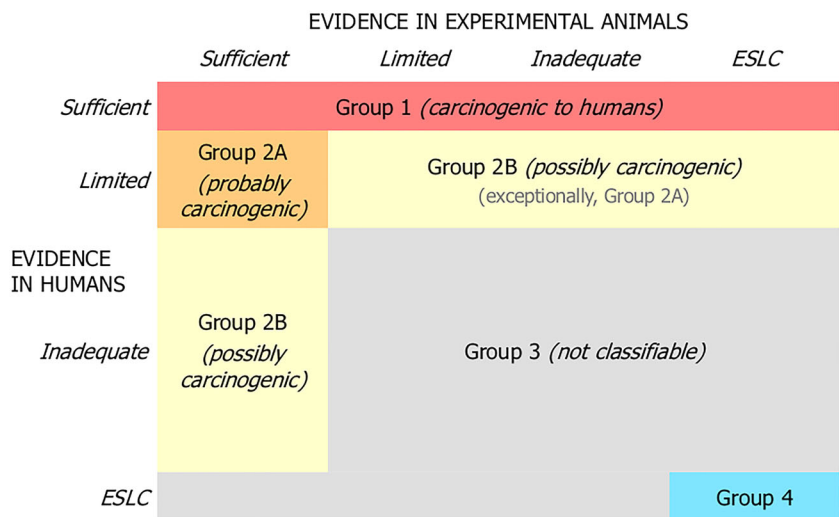 EVIDENCE IN EXPERIMENTAL ANIMALS
Sufficient Limited Inadequate ESLC
Sufficient Group 1 (carcinogenic to humans)
Limited
Group 2A
(probably
carcinogenic)
Group 2B (possibly carcinogenic)
(exceptionally, Group 2A)
EVIDENCE
IN HUMANS
Inadequate
Group 2B
(possibly
carcinogenic)
Group 3 (not classifiable)
ESLC Group 4